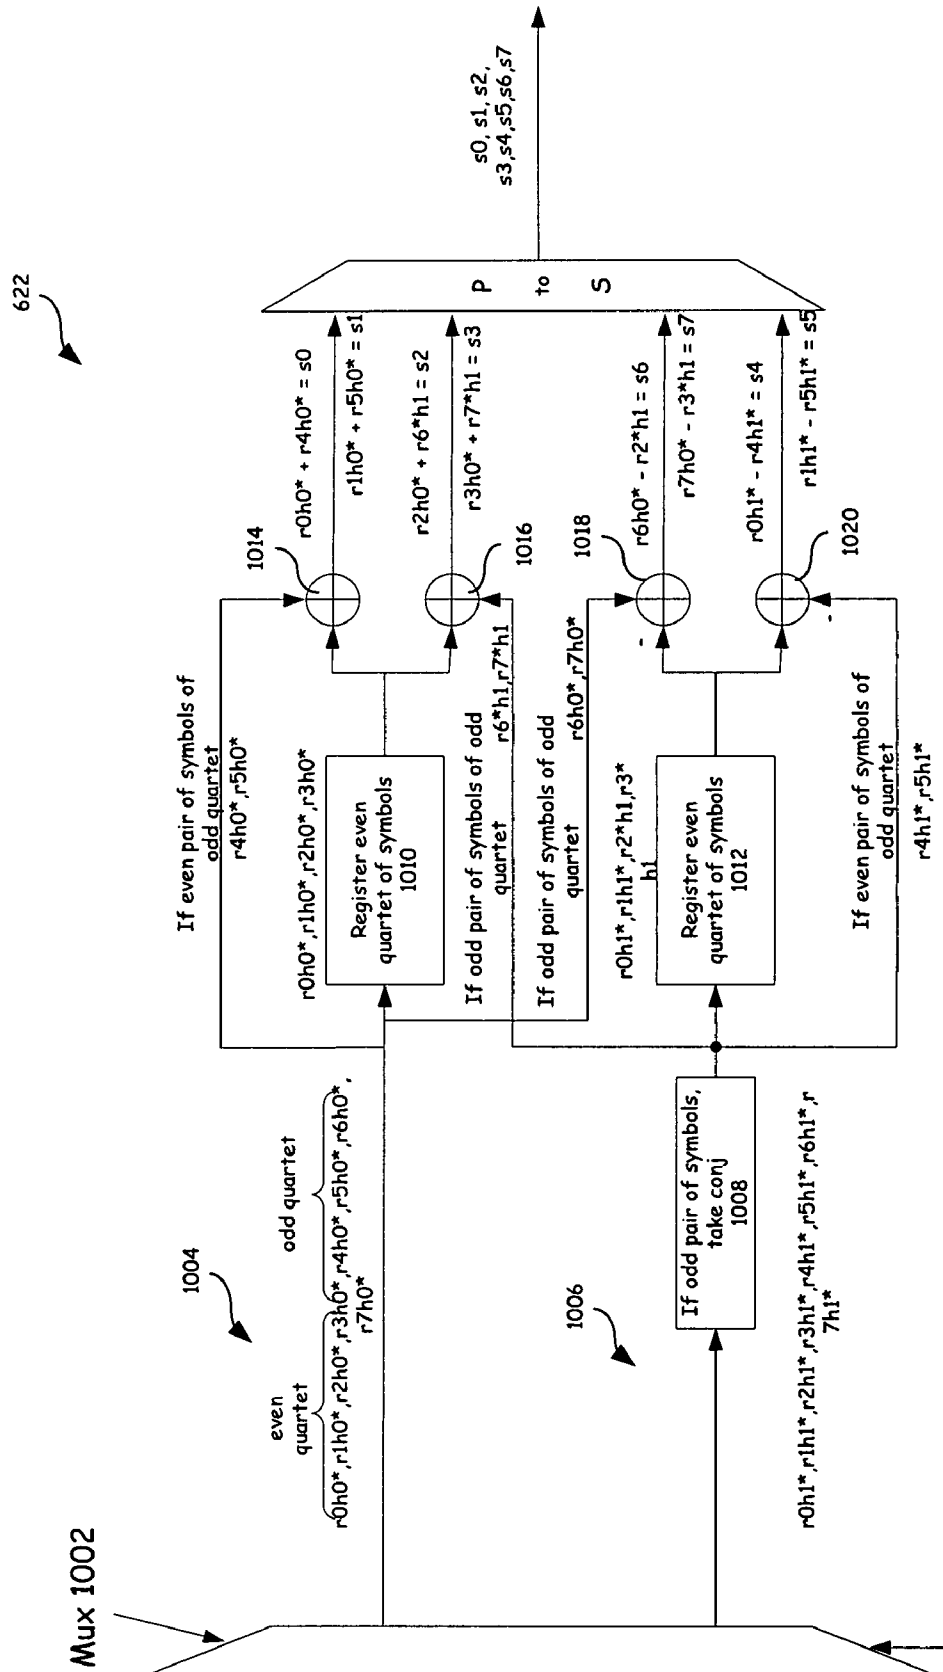 622
Mux 1002
1004
even
quartet
odd quartet
r0h0*,r1h0*,r2h0*,r3h0*,r4h0*,r5h0*,r6h0*,
r7h0*
If even pair of symbols of
odd quartet
r4h0*,r5h0*
r0h0*,r1h0*,r2h0*,r3h0*
Register even
quartet of symbols
1010
1014
r0h0* + r4h0* = s0
r1h0* + r5h0* = s1
1016
r2h0* + r6*h1 = s2
r3h0* + r7*h1 = s3
If odd pair of symbols of odd
quartet
r6*h1,r7*h1
If odd pair of symbols of odd
quartet
r6h0*,r7h0*
1006
If odd pair of symbols,
take conj
1008
r0h1*,r1h1*,r2h1*,r3h1*,r4h1*,r5h1*,r6h1*,r
7h1*
r0h1*,r1h1*,r2*h1,r3*
h1
Register even
quartet of symbols
1012
1018
-
r6h0* - r2*h1 = s6
r7h0* - r3*h1 = s7
1020
-
r0h1* - r4h1* = s4
r1h1* - r5h1* = s5
If even pair of symbols of
odd quartet
r4h1*,r5h1*
P
to
S
s0, s1, s2,
s3,s4,s5,s6,s7